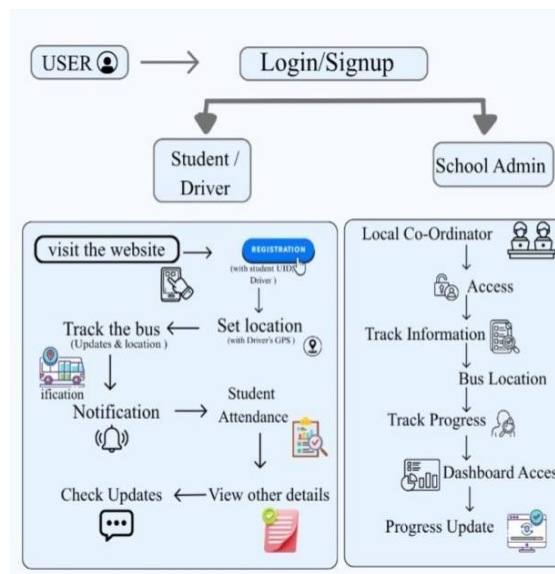 USER
Login/Signup
Student /
Driver
School Admin
visit the website
REGISTRATION
(with student UIDS
Driver )
Set location
(with Driver's GPS)
Track the bus
(Updates & location )
ification
Notification
Student
Attendance
View other details
Check Updates
Local Co-Ordinator
Access
Track Information
Bus Location
Track Progress
Dashboard Acces
Progress Update